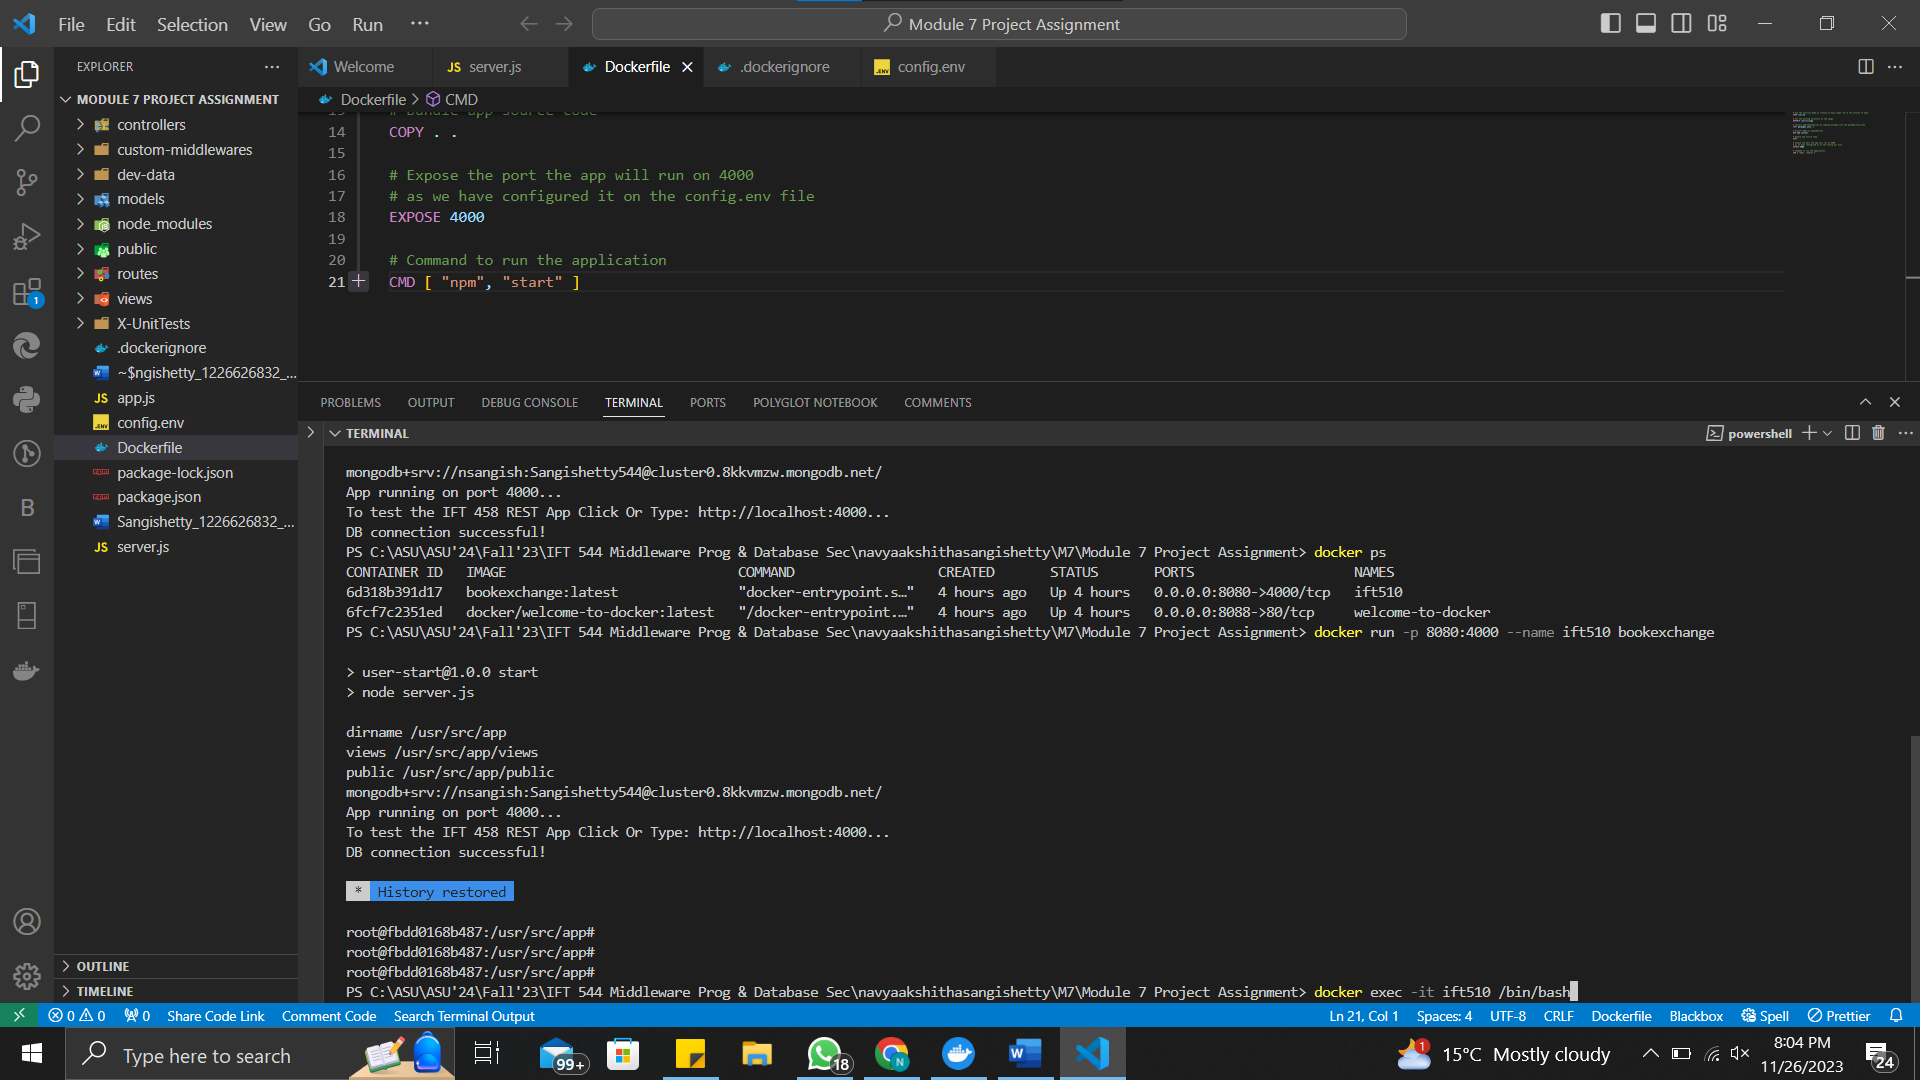 File Edit Selection View Go Run ···
Module 7 Project Assignment
EXPLORER ···
MODULE 7 PROJECT ASSIGNMENT
controllers
custom-middlewares
dev-data
models
node_modules
public
routes
views
X-UnitTests
.dockerignore
~$ngishetty_1226626832_...
JS app.js
config.env
Dockerfile
package-lock.json
package.json
Sangishetty_1226626832_...
JS server.js
OUTLINE
TIMELINE
Welcome
JS server.js
Dockerfile
.dockerignore
config.env
Dockerfile > CMD
# Bundle app source code
14 COPY . .
15
16 # Expose the port the app will run on 4000
17 # as we have configured it on the config.env file
18 EXPOSE 4000
19
20 # Command to run the application
21 CMD [ "npm", "start" ]
PROBLEMS OUTPUT DEBUG CONSOLE TERMINAL PORTS POLYGLOT NOTEBOOK COMMENTS
TERMINAL
powershell
mongodb+srv://nsangish:Sangishetty544@cluster0.8kkvmzw.mongodb.net/
App running on port 4000...
To test the IFT 458 REST App Click Or Type: http://localhost:4000...
DB connection successful!
PS C:\ASU\ASU'24\Fall'23\IFT 544 Middleware Prog & Database Sec\navyaakshithasangishetty\M7\Module 7 Project Assignment> docker ps
CONTAINER ID IMAGE COMMAND CREATED STATUS PORTS NAMES
6d318b391d17 bookexchange:latest "docker-entrypoint.s…" 4 hours ago Up 4 hours 0.0.0.0:8080->4000/tcp ift510
6fcf7c2351ed docker/welcome-to-docker:latest "/docker-entrypoint.…" 4 hours ago Up 4 hours 0.0.0.0:8088->80/tcp welcome-to-docker
PS C:\ASU\ASU'24\Fall'23\IFT 544 Middleware Prog & Database Sec\navyaakshithasangishetty\M7\Module 7 Project Assignment> docker run -p 8080:4000 --name ift510 bookexchange
> user-start@1.0.0 start
> node server.js
dirname /usr/src/app
views /usr/src/app/views
public /usr/src/app/public
mongodb+srv://nsangish:Sangishetty544@cluster0.8kkvmzw.mongodb.net/
App running on port 4000...
To test the IFT 458 REST App Click Or Type: http://localhost:4000...
DB connection successful!
* History restored
root@fbdd0168b487:/usr/src/app#
root@fbdd0168b487:/usr/src/app#
root@fbdd0168b487:/usr/src/app#
PS C:\ASU\ASU'24\Fall'23\IFT 544 Middleware Prog & Database Sec\navyaakshithasangishetty\M7\Module 7 Project Assignment> docker exec -it ift510 /bin/bash
0 0 0 Share Code Link Comment Code Search Terminal Output
Ln 21, Col 1 Spaces: 4 UTF-8 CRLF Dockerfile Blackbox Spell Prettier
Type here to search
99+
18
1
15°C Mostly cloudy
8:04 PM
11/26/2023
24